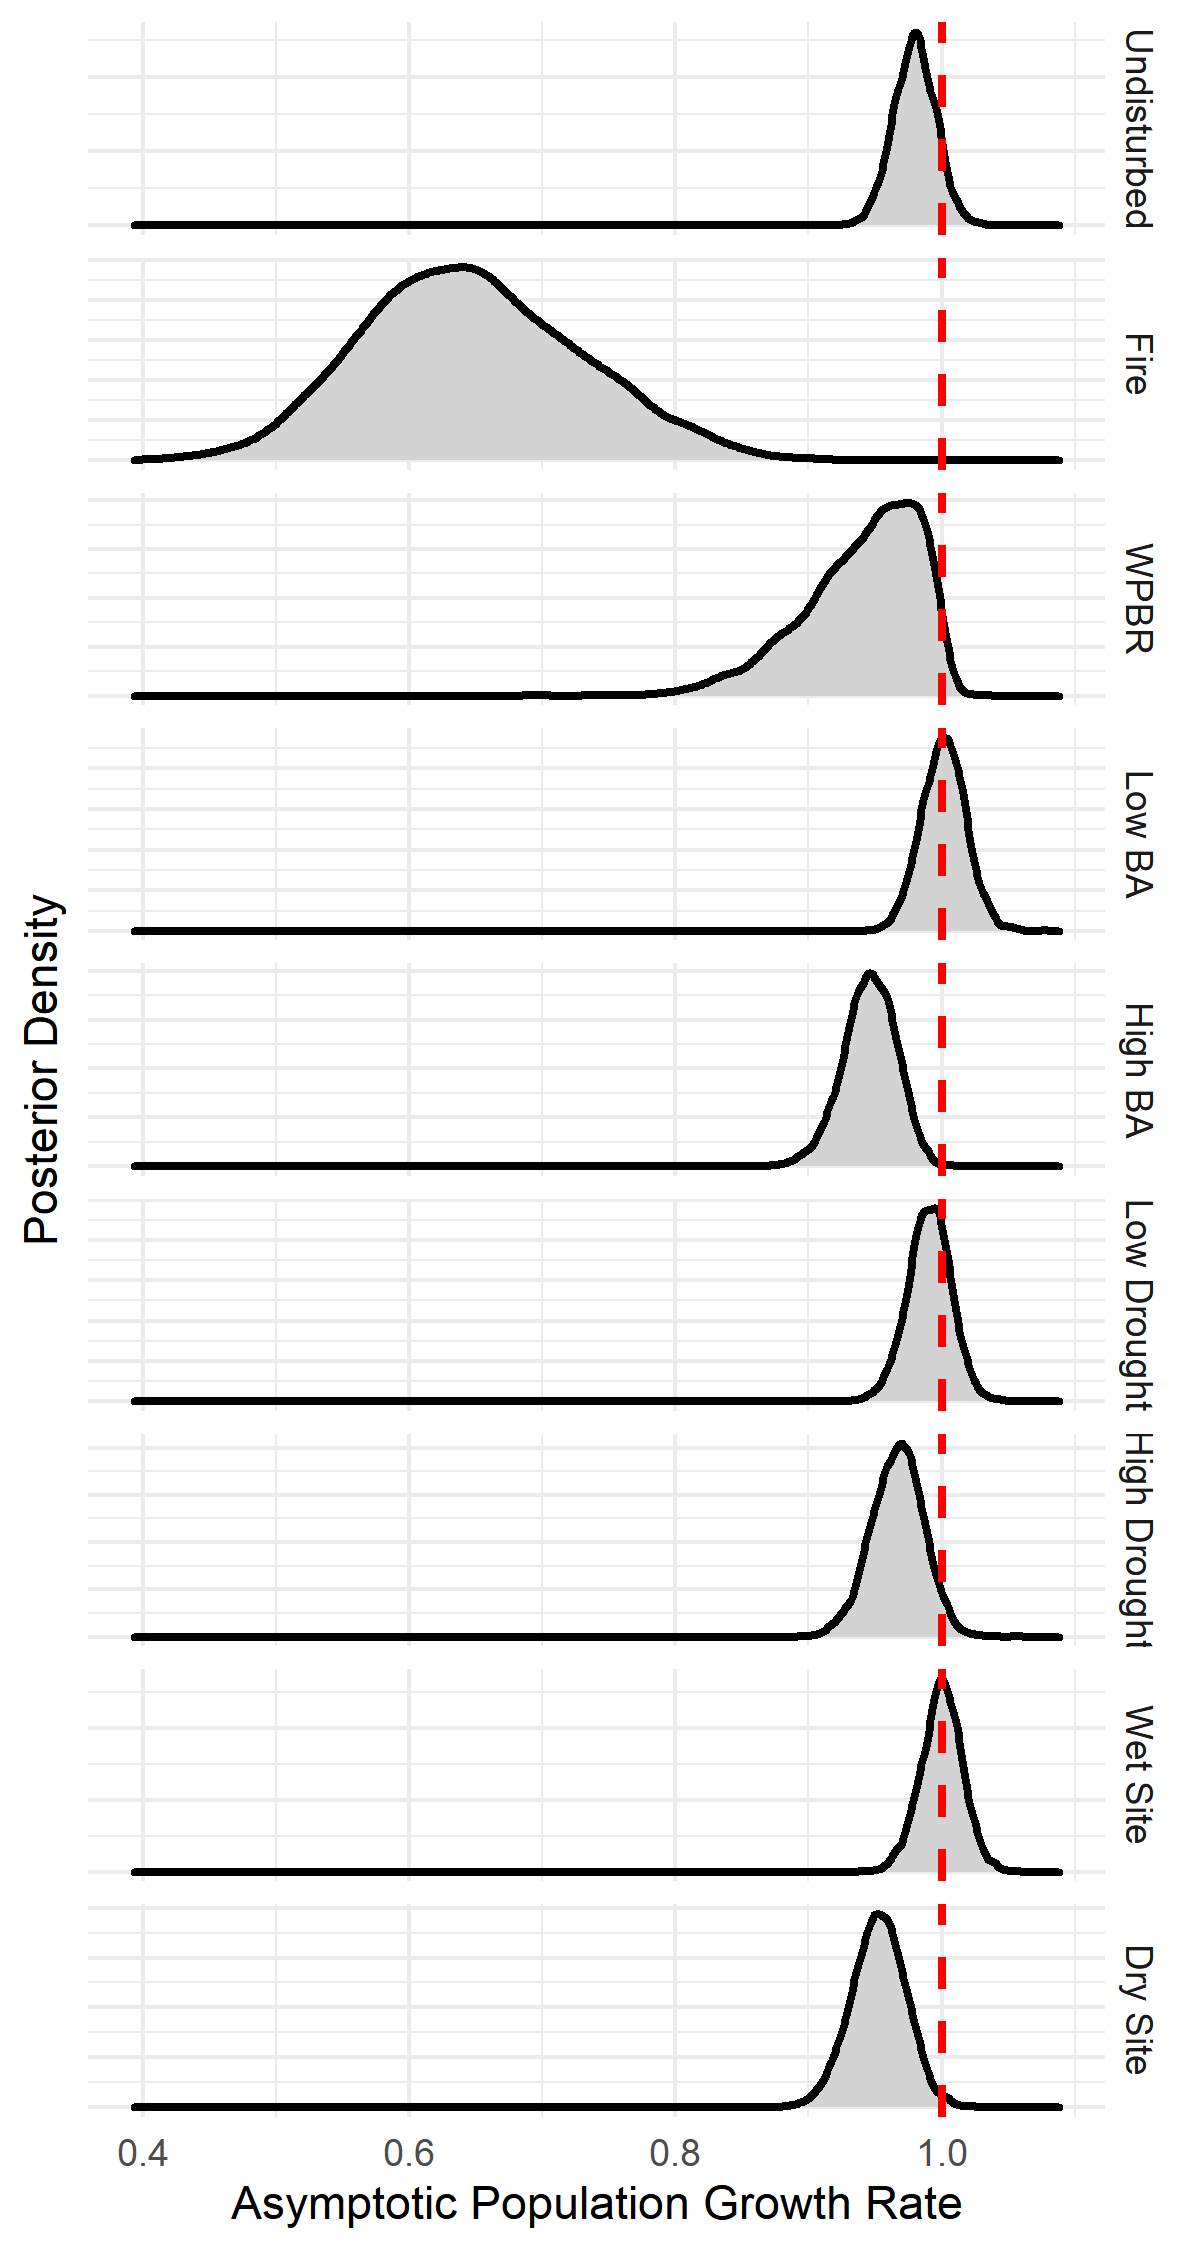 Undisturbed
Fire
WPBR
Low BA
High BA
Low Drought
High Drought
Wet Site
Dry Site
Posterior Density
0.4 0.6 0.8 1.0
Asymptotic Population Growth Rate